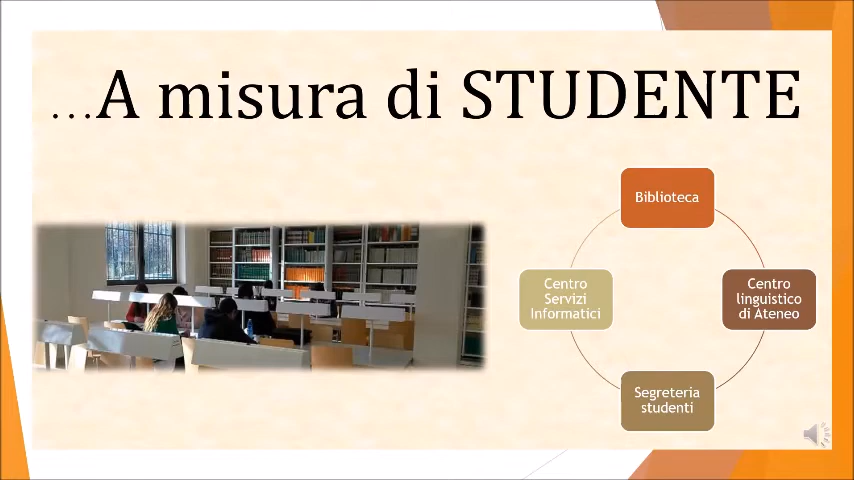 ...A misura di STUDENTE
Biblioteca
Centro
Servizi
Informatici
Centro
linguistico
di Ateneo
Segreteria
studenti